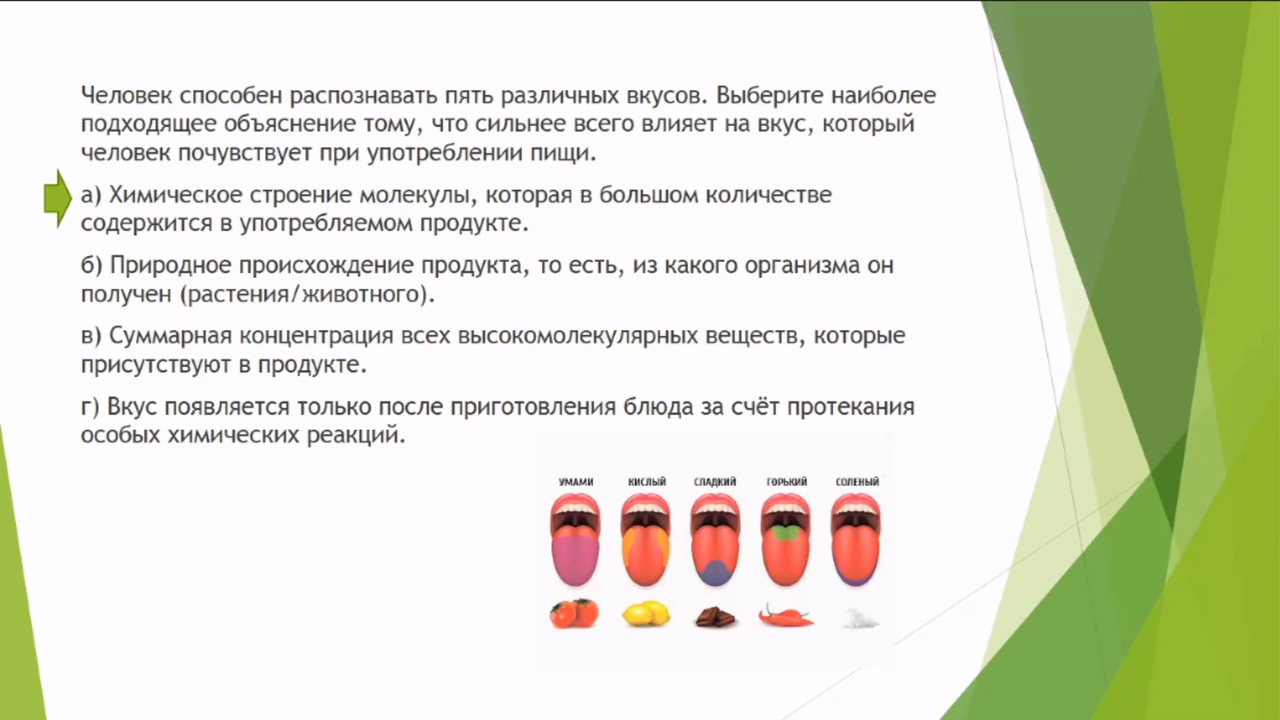 Человек способен распознавать пять различных вкусов. Выберите наиболее
подходящее объяснение тому, что сильнее всего влияет на вкус, который
человек почувствует при употреблении пищи.
а) Химическое строение молекулы, которая в большом количестве
содержится в употребляемом продукте.
б) Природное происхождение продукта, то есть, из какого организма он
получен (растения/животного).
в) Суммарная концентрация всех высокомолекулярных веществ, которые
присутствуют в продукте.
г) Вкус появляется только после приготовления блюда за счёт протекания
особых химических реакций.
УМАМИ КИСЛЫЙ СЛАДКИЙ ГОРЬКИЙ СОЛЕНЫЙ